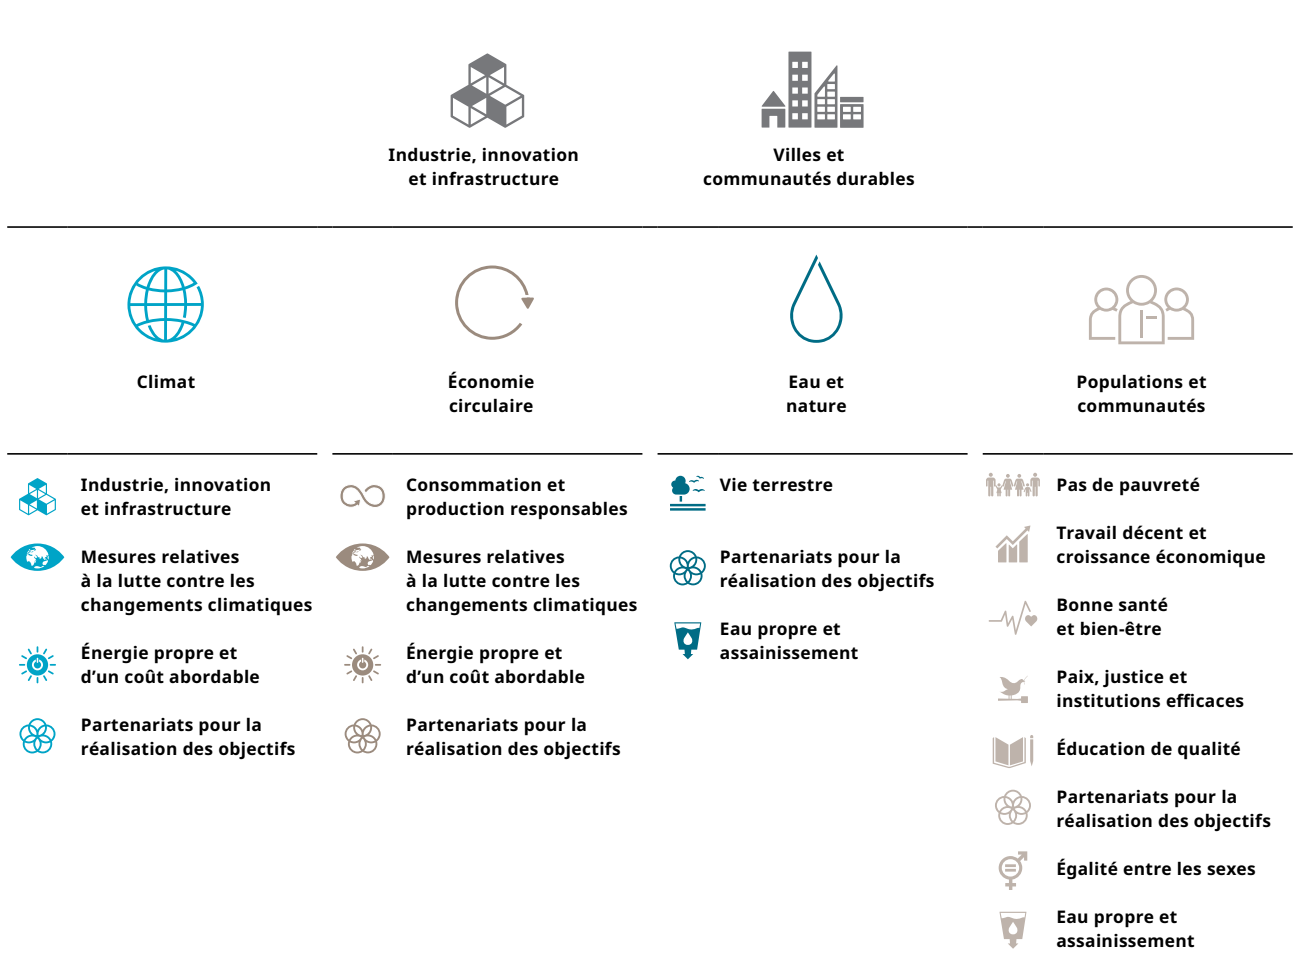 Industrie, innovation
et infrastructure
Villes et
communautés durables
Climat
Économie
circulaire
Eau et
nature
Populations et
communautés
Industrie, innovation
et infrastructure
Mesures relatives
à la lutte contre les
changements climatiques
Énergie propre et
d’un coût abordable
Partenariats pour la
réalisation des objectifs
Consommation et
production responsables
Mesures relatives
à la lutte contre les
changements climatiques
Énergie propre et
d’un coût abordable
Partenariats pour la
réalisation des objectifs
Vie terrestre
Partenariats pour la
réalisation des objectifs
Eau propre et
assainissement
Pas de pauvreté
Travail décent et
croissance économique
Bonne santé
et bien-être
Paix, justice et
institutions efficaces
Éducation de qualité
Partenariats pour la
réalisation des objectifs
Égalité entre les sexes
Eau propre et
assainissement